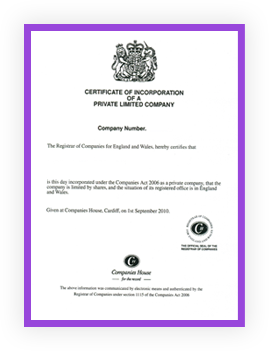 CERTIFICATE OF INCORPORATION
OF A
PRIVATE LIMITED COMPANY
Company Number.
The Registrar of Companies for England and Wales, hereby certifies that
is this day incorporated under the Companies Act 2006 as a private company, that the
company is limited by shares, and the situation of its registered office is in England
and Wales.
Given at Companies House, Cardiff, on 1st September 2010.
THE OFFICIAL SEAL OF THE
REGISTRAR OF COMPANIES
Companies House
for the record
The above information was communicated by electronic means and authenticated by the
Registrar of Companies under section 1115 of the Companies Act 2006